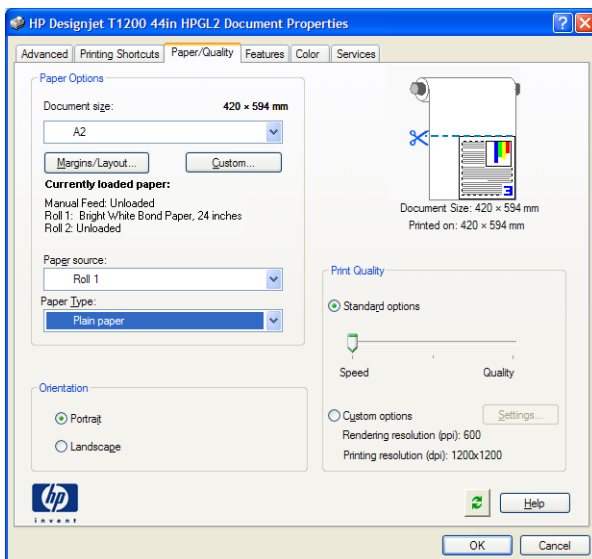 HP Designjet T1200 44in HPGL2 Document Properties
Advanced Printing Shortcuts Paper/Quality Features Color Services
Paper Options
Document size: 420 × 594 mm
A2
Margins/Layout... Custom...
Currently loaded paper:
Manual Feed: Unloaded
Roll 1: Bright White Bond Paper, 24 inches
Roll 2: Unloaded
Paper source:
Roll 1
Paper Type:
Plain paper
Orientation
Portrait
Landscape
3
Document Size: 420 × 594 mm
Printed on: 420 × 594 mm
Print Quality
Standard options
Speed Quality
Custom options Settings...
Rendering resolution (ppi): 600
Printing resolution (dpi): 1200x1200
hp
invent
Help
OK Cancel